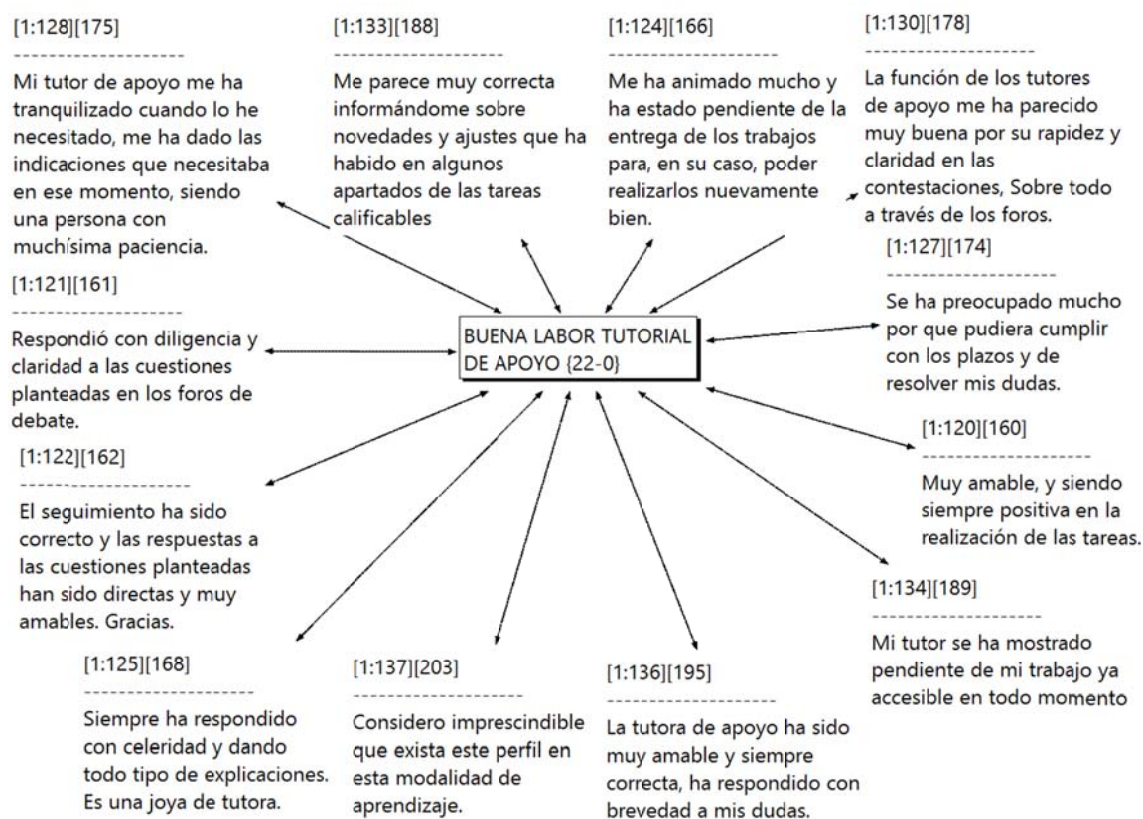 [1:128][175]
--------------------
Mi tutor de apoyo me ha
tranquilizado cuando lo he
necesitado, me ha dado las
indicaciones que necesitaba
en ese momento, siendo
una persona con
muchísima paciencia.
[1:133][188]
--------------------
Me parece muy correcta
informándome sobre
novedades y ajustes que ha
habido en algunos
apartados de las tareas
calificables
[1:124][166]
--------------------
Me ha animado mucho y
ha estado pendiente de la
entrega de los trabajos
para, en su caso, poder
realizarlos nuevamente
bien.
[1:130][178]
--------------------
La función de los tutores
de apoyo me ha parecido
muy buena por su rapidez y
claridad en las
contestaciones, Sobre todo
a través de los foros.
[1:121][161]
--------------------
Respondió con diligencia y
claridad a las cuestiones
planteadas en los foros de
debate.
BUENA LABOR TUTORIAL
DE APOYO {22-0}
[1:127][174]
--------------------
Se ha preocupado mucho
por que pudiera cumplir
con los plazos y de
resolver mis dudas.
[1:122][162]
--------------------
El seguimiento ha sido
correcto y las respuestas a
las cuestiones planteadas
han sido directas y muy
amables. Gracias.
[1:120][160]
--------------------
Muy amable, y siendo
siempre positiva en la
realización de las tareas.
[1:134][189]
--------------------
Mi tutor se ha mostrado
pendiente de mi trabajo ya
accesible en todo momento
[1:125][168]
--------------------
Siempre ha respondido
con celeridad y dando
todo tipo de explicaciones.
Es una joya de tutora.
[1:137][203]
--------------------
Considero imprescindible
que exista este perfil en
esta modalidad de
aprendizaje.
[1:136][195]
--------------------
La tutora de apoyo ha sido
muy amable y siempre
correcta, ha respondido con
brevedad a mis dudas.